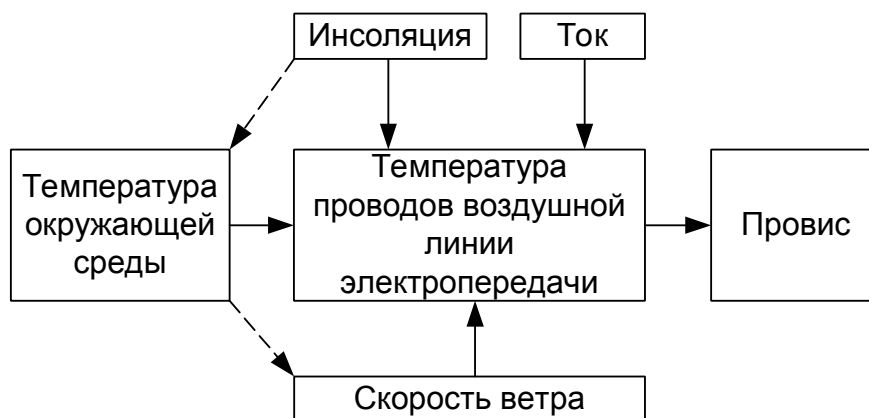 Инсоляция
Ток
Температура
окружающей
среды
Температура
проводов воздушной
линии
электропередачи
Провис
Скорость ветра